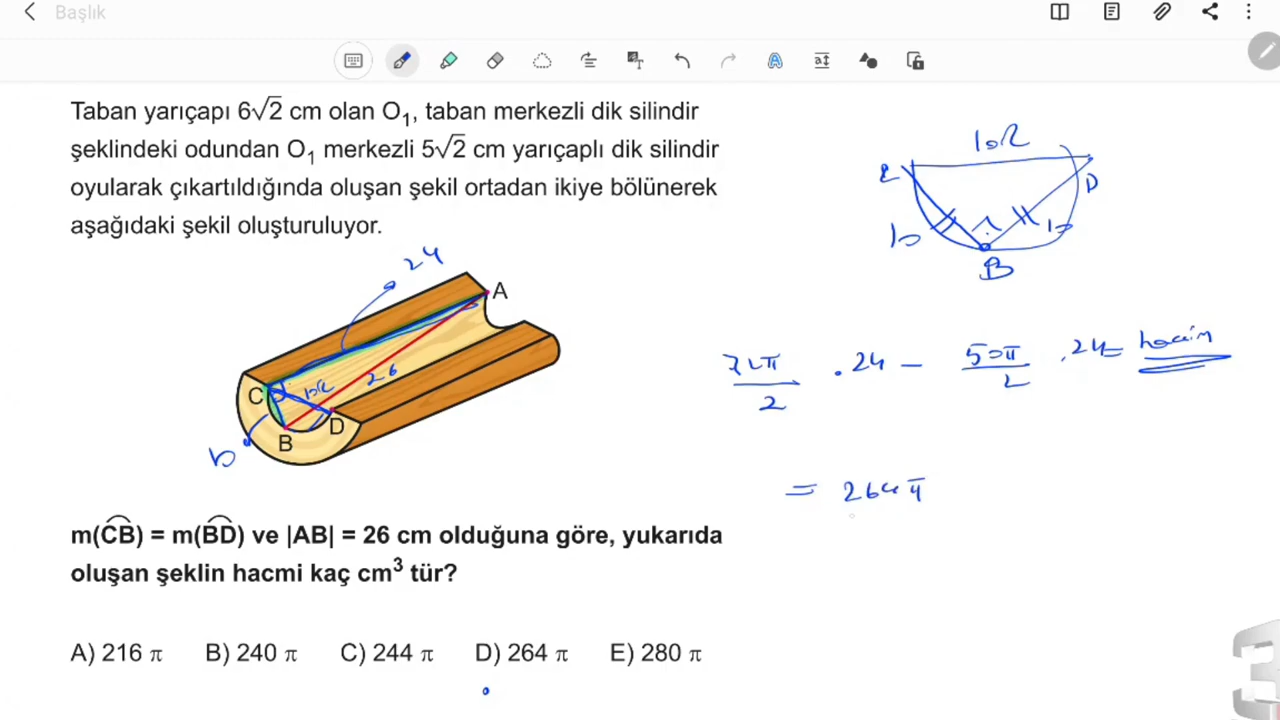 Başlık
Taban yarıçapı 6√2 cm olan O₁, taban merkezli dik silindir
şeklindeki odundan O₁ merkezli 5√2 cm yarıçaplı dik silindir
oyularak çıkartıldığında oluşan şekil ortadan ikiye bölünerek
aşağıdaki şekil oluşturuluyor.
10√2
C
D
10
10
B
24
A
C
10√2
26
D
B
10
72π/2 . 24 - 50π/2 . 24 = hacim
= 264π
m(CB) = m(BD) ve |AB| = 26 cm olduğuna göre, yukarıda
oluşan şeklin hacmi kaç cm³ tür?
A) 216 π B) 240 π C) 244 π D) 264 π E) 280 π
3